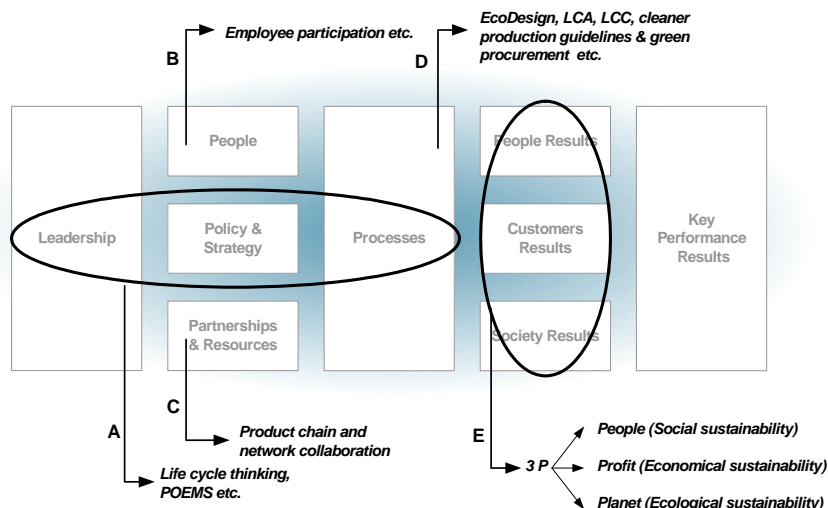 EcoDesign, LCA, LCC, cleaner
production guidelines & green
procurement etc.
Employee participation etc.
B
D
People
People Results
Leadership
Policy &
Strategy
Processes
Customers
Results
Key
Performance
Results
Partnerships
& Resources
Society Results
A
C
E
Product chain and
network collaboration
Life cycle thinking,
POEMS etc.
3 P
People (Social sustainability)
Profit (Economical sustainability)
Planet (Ecological sustainability)